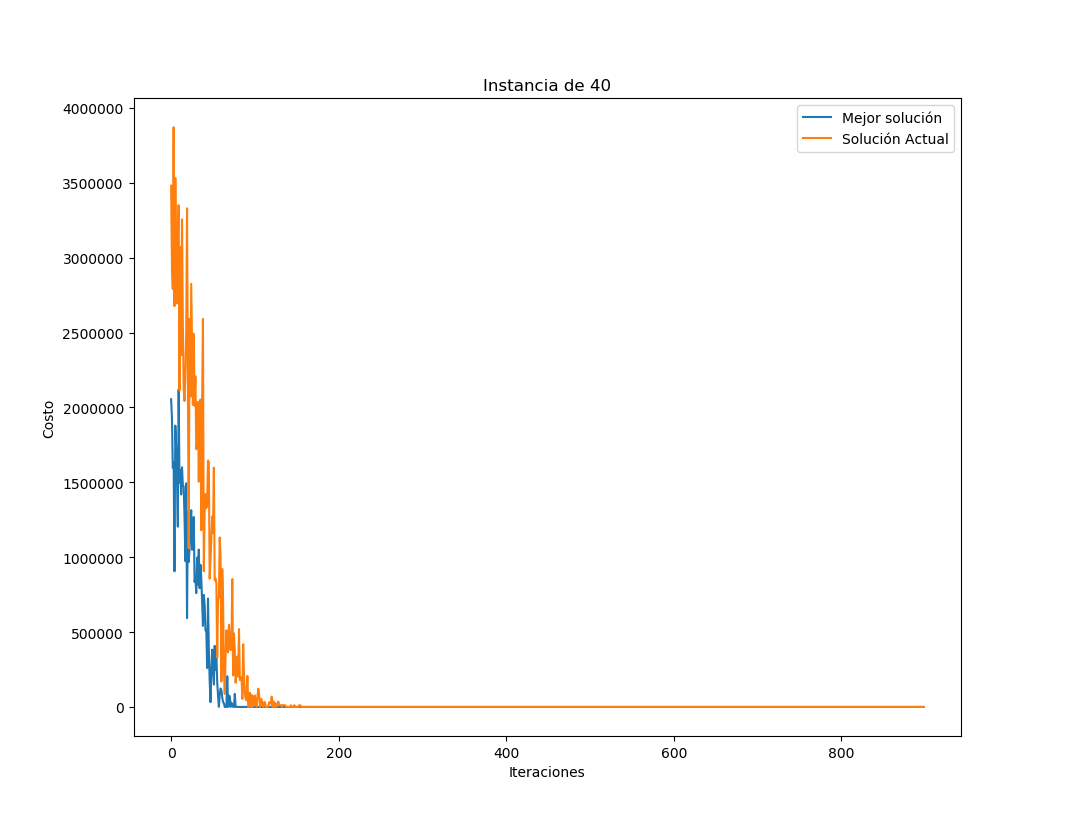 Instancia de 40
Mejor solución
Solución Actual
4000000
3500000
3000000
2500000
2000000
1500000
1000000
500000
0
Costo
0 200 400 600 800
Iteraciones